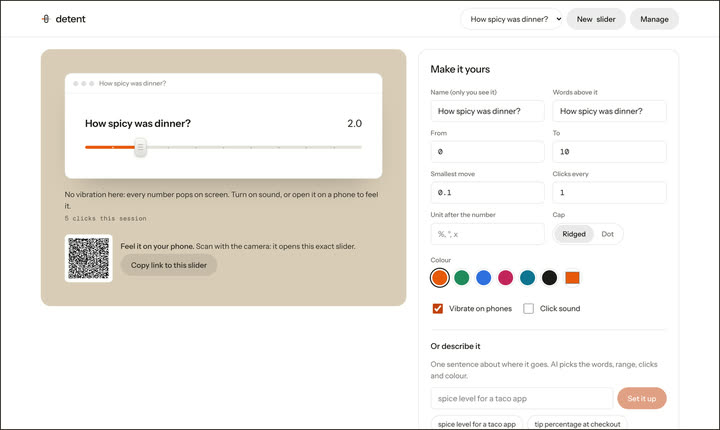 detent
How spicy was dinner?
New slider
Manage
How spicy was dinner?
How spicy was dinner?
2.0
No vibration here: every number pops on screen. Turn on sound, or open it on a phone to feel
it.
5 clicks this session
Feel it on your phone. Scan with the camera: it opens this exact slider.
Copy link to this slider
Make it yours
Name (only you see it)
Words above it
How spicy was dinner?
How spicy was dinner?
From
To
0
10
Smallest move
Clicks every
0.1
1
Unit after the number
Cap
%, °, x
Ridged
Dot
Colour
Vibrate on phones
Click sound
Or describe it
One sentence about where it goes. AI picks the words, range, clicks
and colour.
spice level for a taco app
Set it up
spice level for a taco app
tip percentage at checkout